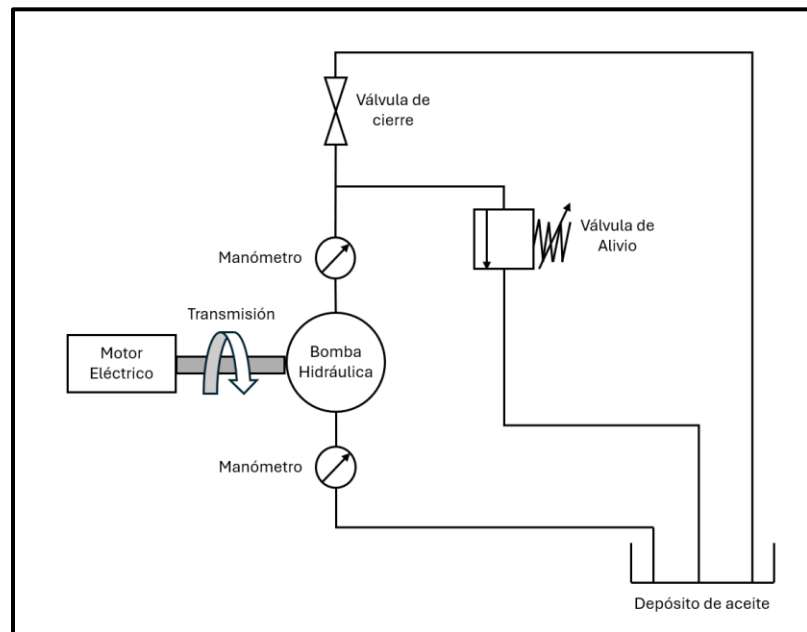 Válvula de
cierre
Válvula de
Alivio
Manómetro
Transmisión
Motor
Eléctrico
Bomba
Hidráulica
Manómetro
Depósito de aceite